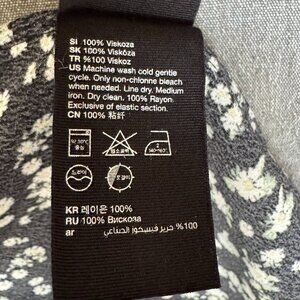 SI 100% Viskoza
SK 100% Viskóza
TR %100 Viskoz
US Machine wash cold gentle
cycle. Only non-chlorine bleach
when needed. Line dry. Medium
iron. Dry clean. 100% Rayon.
Exclusive of elastic section.
CN 100% 粘纤
KR 레이온 100%
RU 100% Вискоза
ar
%100 حرير فيسكوز الصناعي